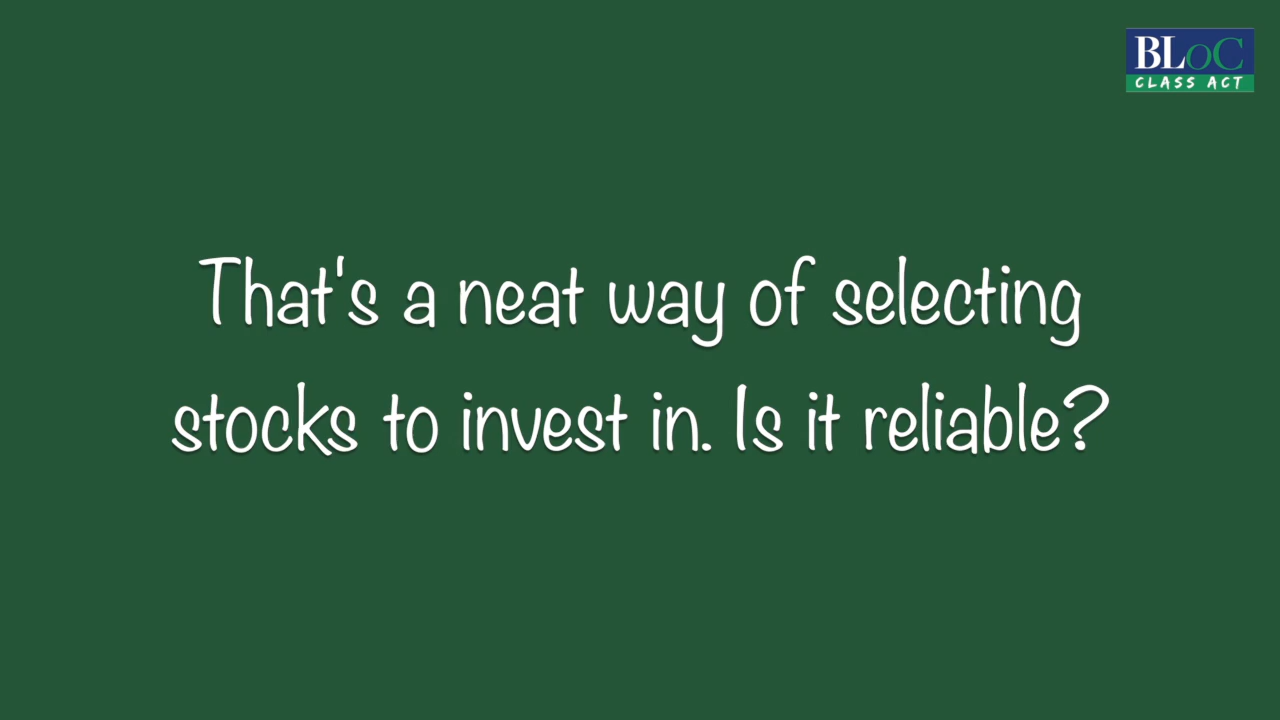 BLoC
CLASS ACT
That's a neat way of selecting
stocks to invest in. Is it reliable?